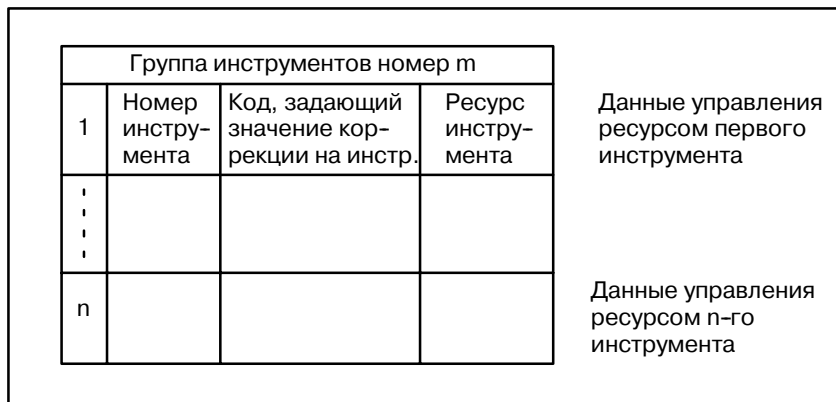 Группа инструментов номер m
1
Номер
инстру-
мента
Код, задающий
значение кор-
рекции на инстр.
Ресурс
инстру-
мента
Данные управления
ресурсом первого
инструмента
n
Данные управления
ресурсом n-го
инструмента